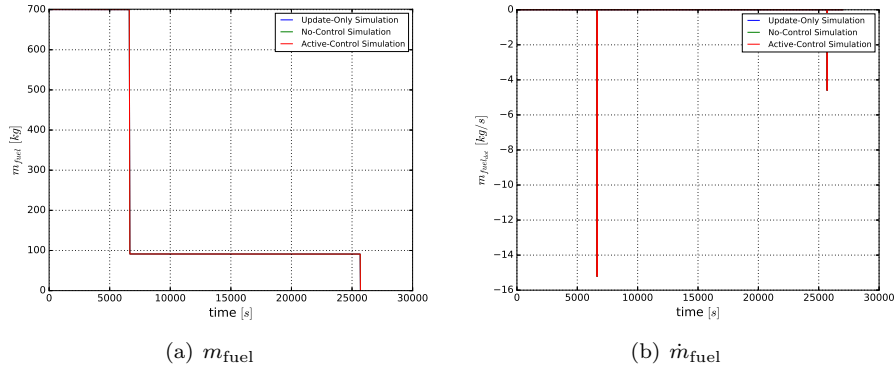 700
600
500
400
300
200
100
0
m_fuel [kg]
0 5000 10000 15000 20000 25000 30000
time [s]
Update-Only Simulation
No-Control Simulation
Active-Control Simulation
(a) m_fuel
0
−2
−4
−6
−8
−10
−12
−14
−16
m_fuel_dot [kg/s]
0 5000 10000 15000 20000 25000 30000
time [s]
Update-Only Simulation
No-Control Simulation
Active-Control Simulation
(b) ṁ_fuel